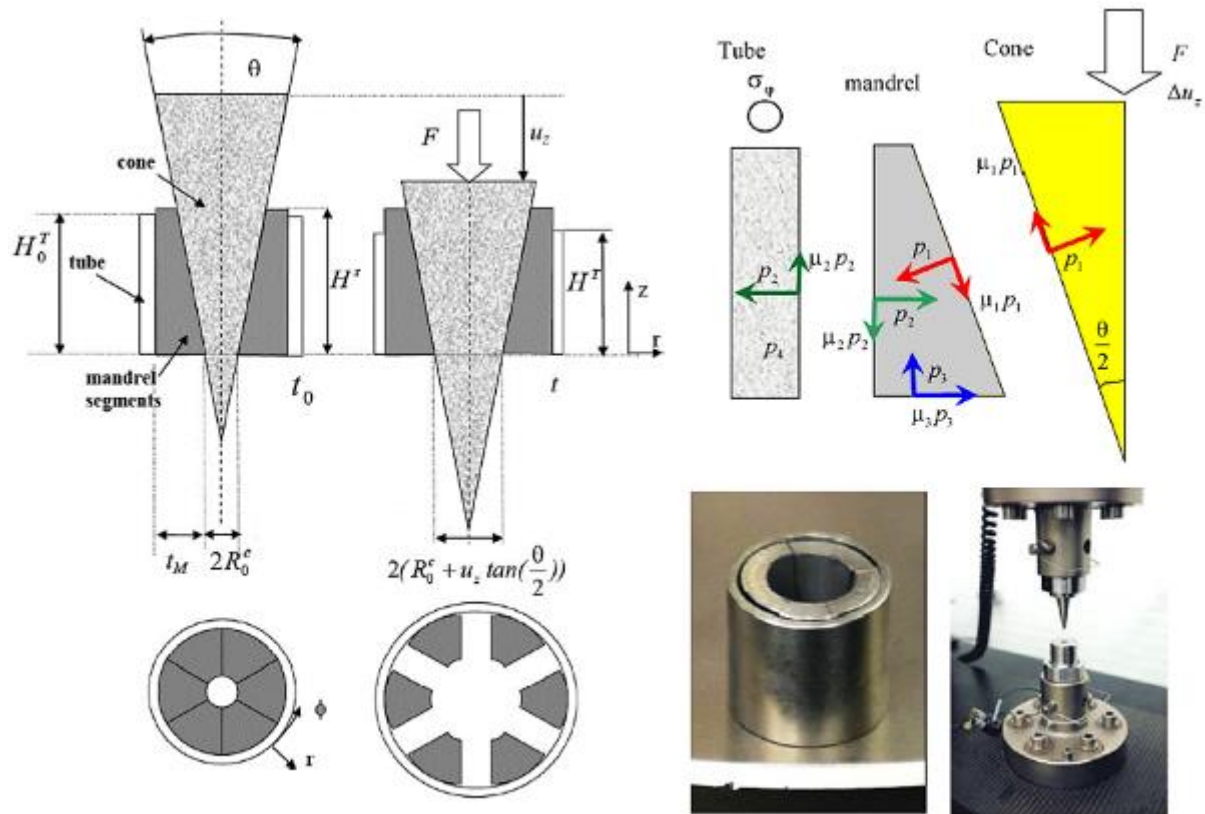 θ
F
u_z
cone
H_0^T
tube
H^s
H^T
z
r
mandrel
segments
t_0
t
t_M
2R_0^e
2(R_0^e + u_z tan(θ/2))
ϕ
r
Tube
σ_φ
mandrel
Cone
F
Δu_z
μ_1 p_1
p_1
μ_2 p_2
p_2
p_4
p_1
μ_1 p_1
p_2
μ_2 p_2
p_3
μ_3 p_3
θ/2